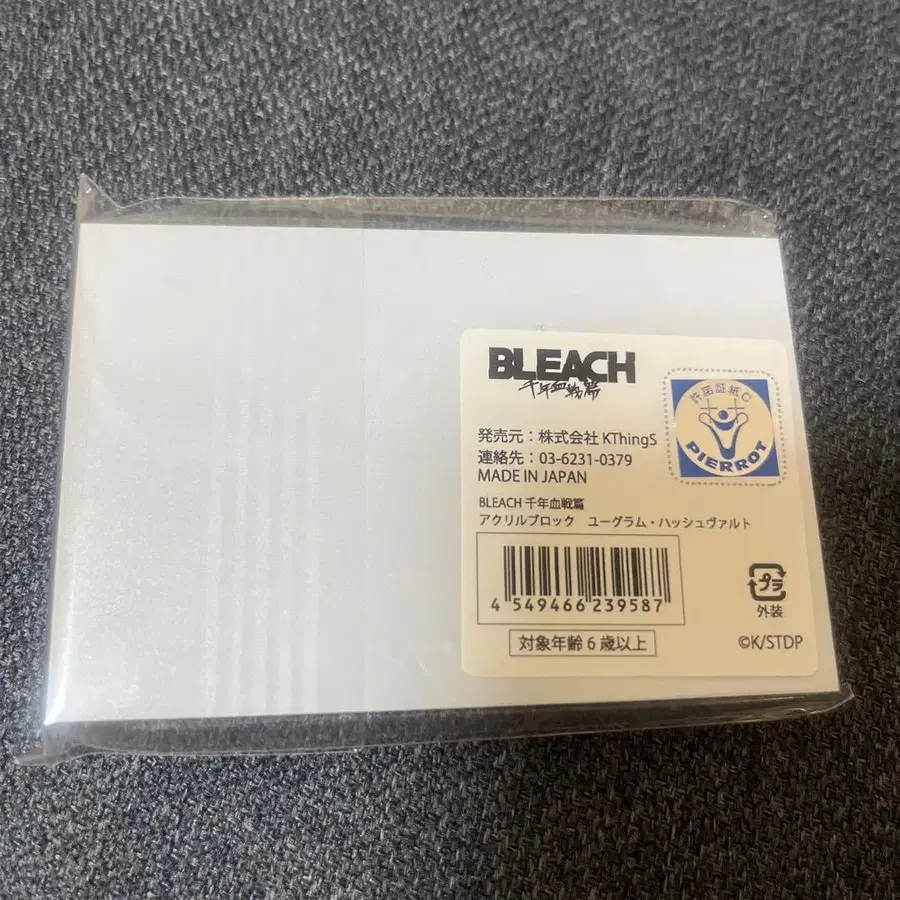 BLEACH
千年血戦篇
許諾証紙C
PIERROT
発売元：株式会社 KThingS
連絡先：03-6231-0379
MADE IN JAPAN
BLEACH 千年血戦篇
アクリルブロック　ユーグラム・ハッシュヴァルト
4 549466 239587
プラ
外装
対象年齢 6 歳以上
©K/STDP